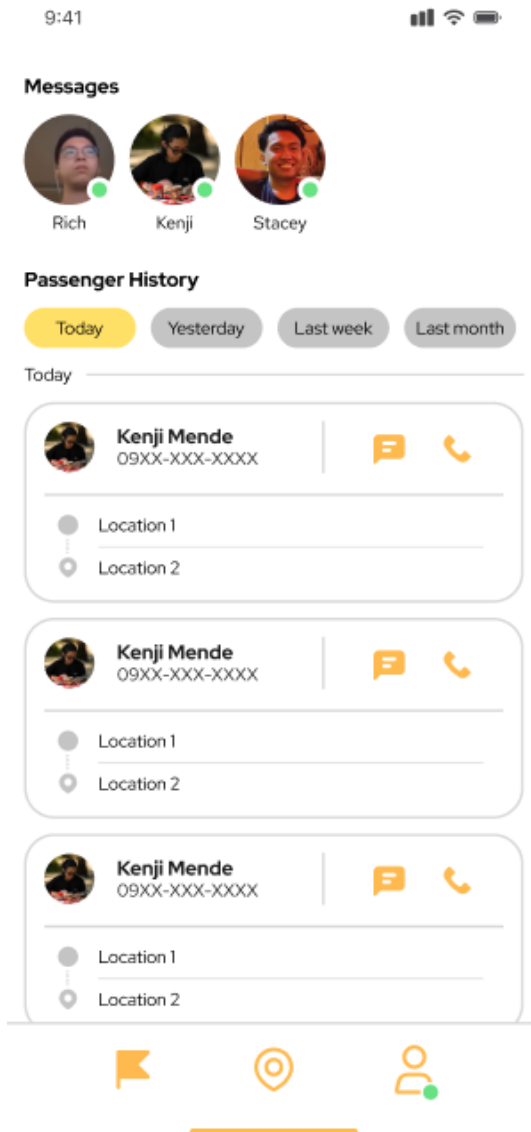 9:41
Messages
Rich Kenji Stacey
Passenger History
Today Yesterday Last week Last month
Today
Kenji Mende
09XX-XXX-XXXX
Location 1
Location 2
Kenji Mende
09XX-XXX-XXXX
Location 1
Location 2
Kenji Mende
09XX-XXX-XXXX
Location 1
Location 2